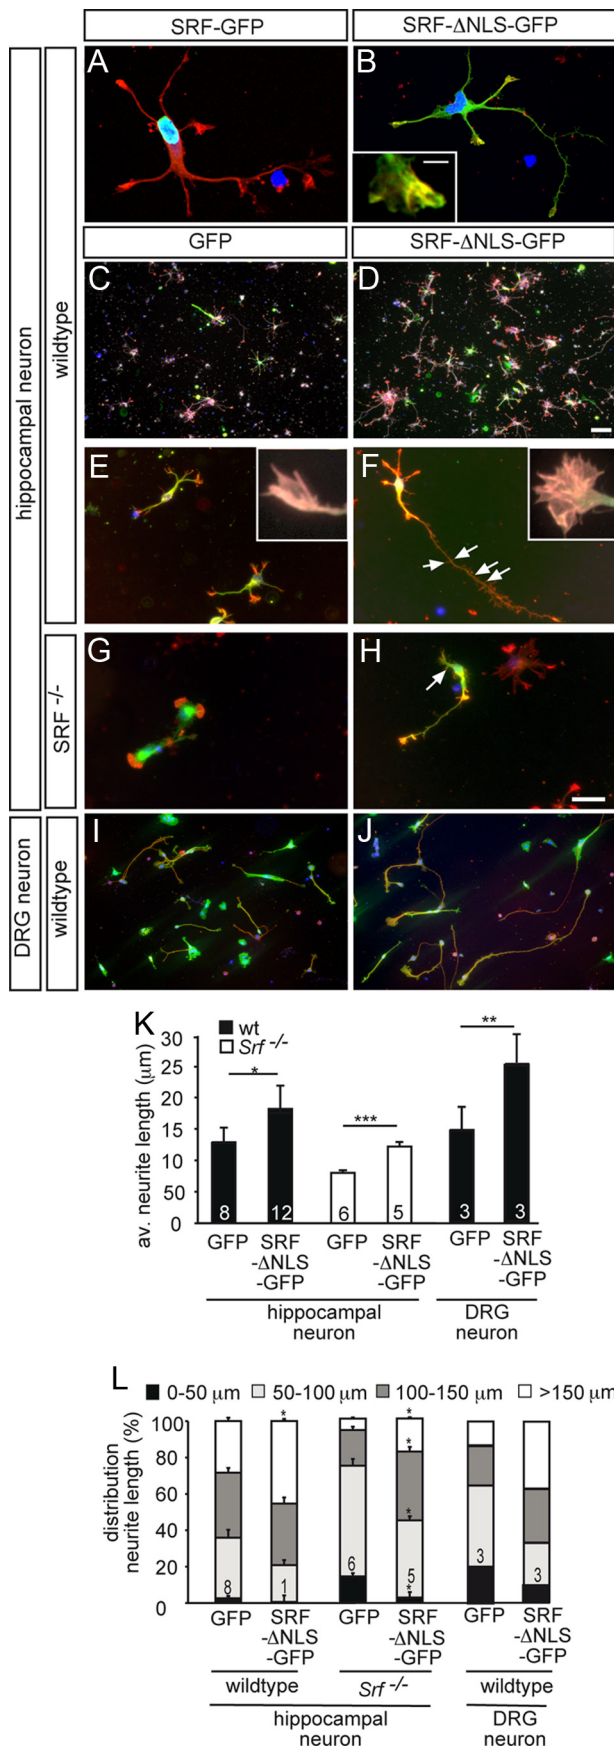 SRF-GFP
SRF-ΔNLS-GFP
A
B
GFP
SRF-ΔNLS-GFP
C
D
E
F
G
H
I
J
hippocampal neuron
wildtype
SRF -/-
DRG neuron
wildtype
K
wt
Srf -/-
av. neurite length (µm)
30
25
20
15
10
50
0
*
***
**
8
12
6
5
3
3
GFP
SRF
-ΔNLS
-GFP
GFP
SRF
-ΔNLS
-GFP
GFP
SRF
-ΔNLS
-GFP
hippocampal
neuron
DRG
neuron
L
0-50 µm 50-100 µm 100-150 µm >150 µm
distribution
neurite length (%)
100
80
60
40
20
0
*
*
*
*
*
8
1
6
5
3
3
GFP
SRF
-ΔNLS
-GFP
GFP
SRF
-ΔNLS
-GFP
GFP
SRF
-ΔNLS
-GFP
wildtype
Srf -/-
wildtype
hippocampal
neuron
DRG
neuron